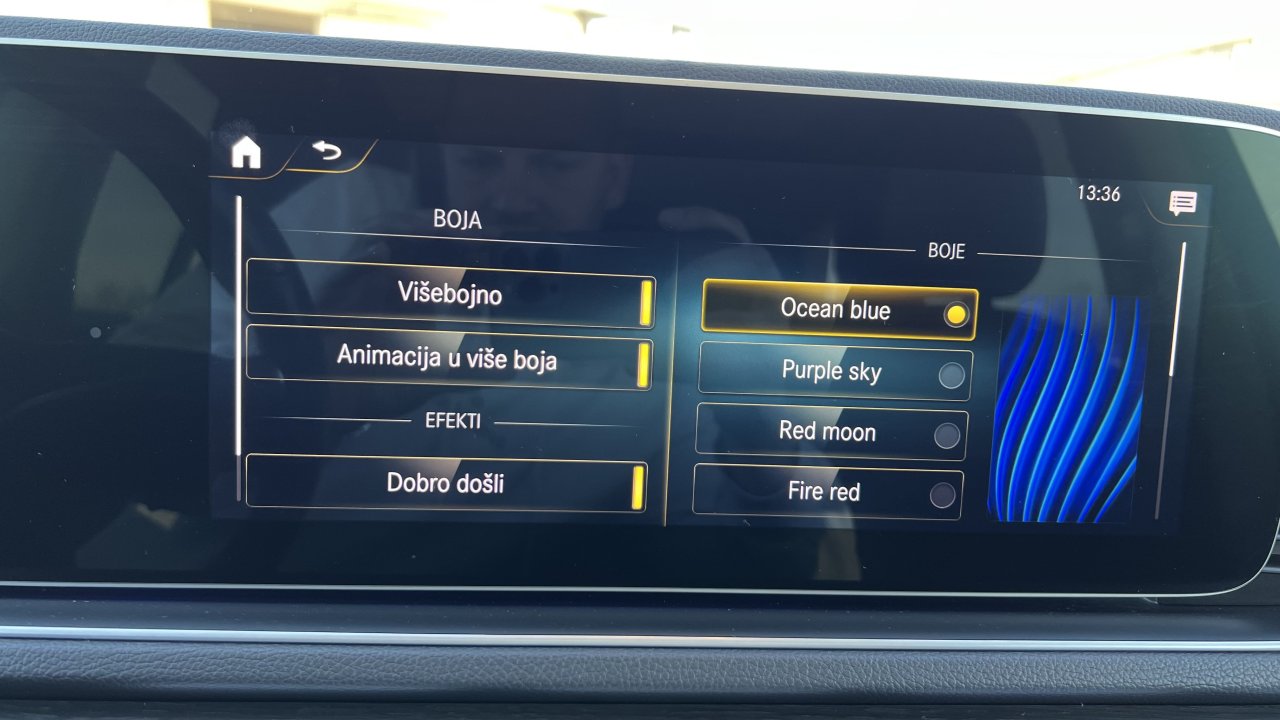 13:36
BOJA
Višebojno
Animacija u više boja
EFEKTI
Dobro došli
BOJE
Ocean blue
Purple sky
Red moon
Fire red